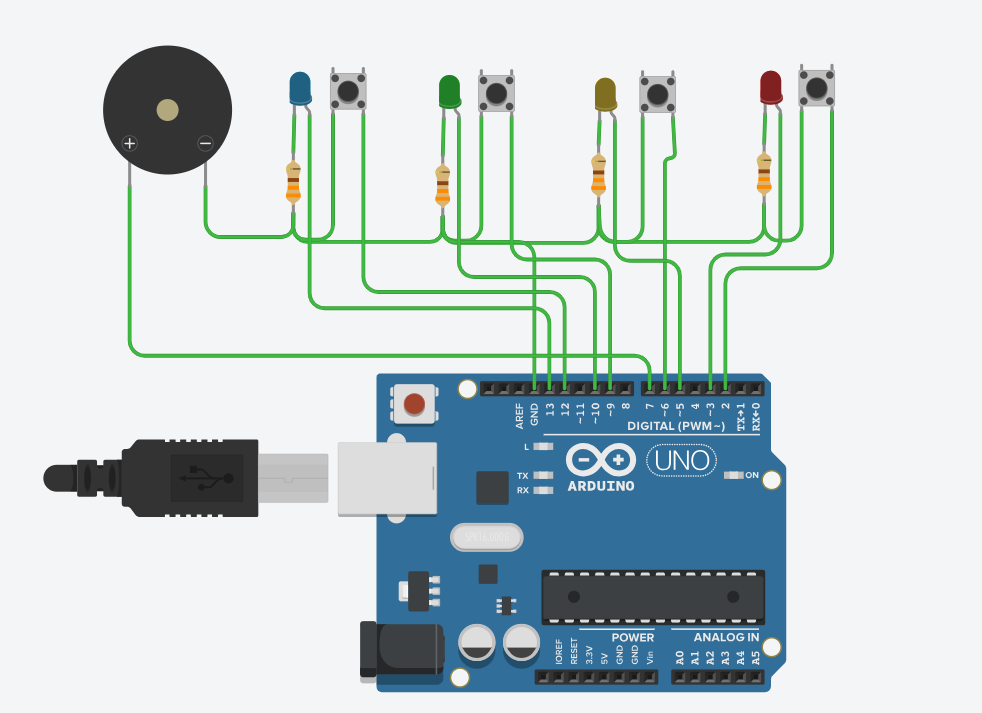 + −
AREF GND 13 12 ~11 ~10 ~9 8 7 ~6 ~5 4 ~3 2 TX→1 RX←0
DIGITAL (PWM ~)
L
TX
RX
ARDUINO
UNO
ON
POWER
ANALOG IN
IOREF RESET 3.3V 5V GND GND Vin A0 A1 A2 A3 A4 A5